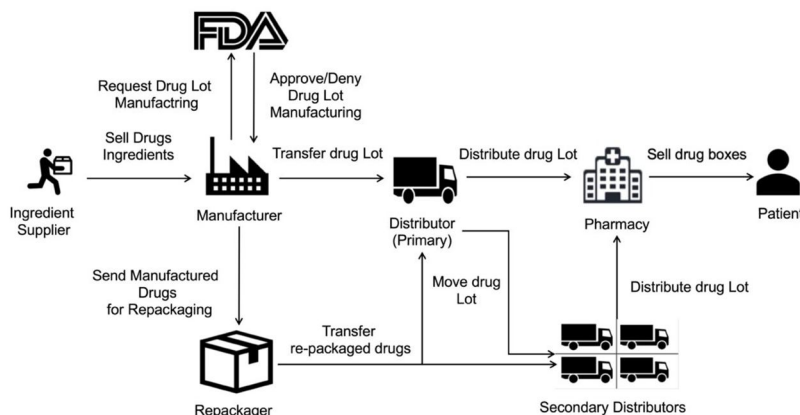 FDA
Request Drug Lot
Manufactring
Approve/Deny
Drug Lot
Manufacturing
Sell Drugs
Ingredients
Transfer drug Lot
Distribute drug Lot
Sell drug boxes
Ingredient
Supplier
Manufacturer
Distributor
(Primary)
Pharmacy
Patient
Send Manufactured
Drugs
for Repackaging
Move drug
Lot
Distribute drug Lot
Transfer
re-packaged drugs
Repackager
Secondary Distributors